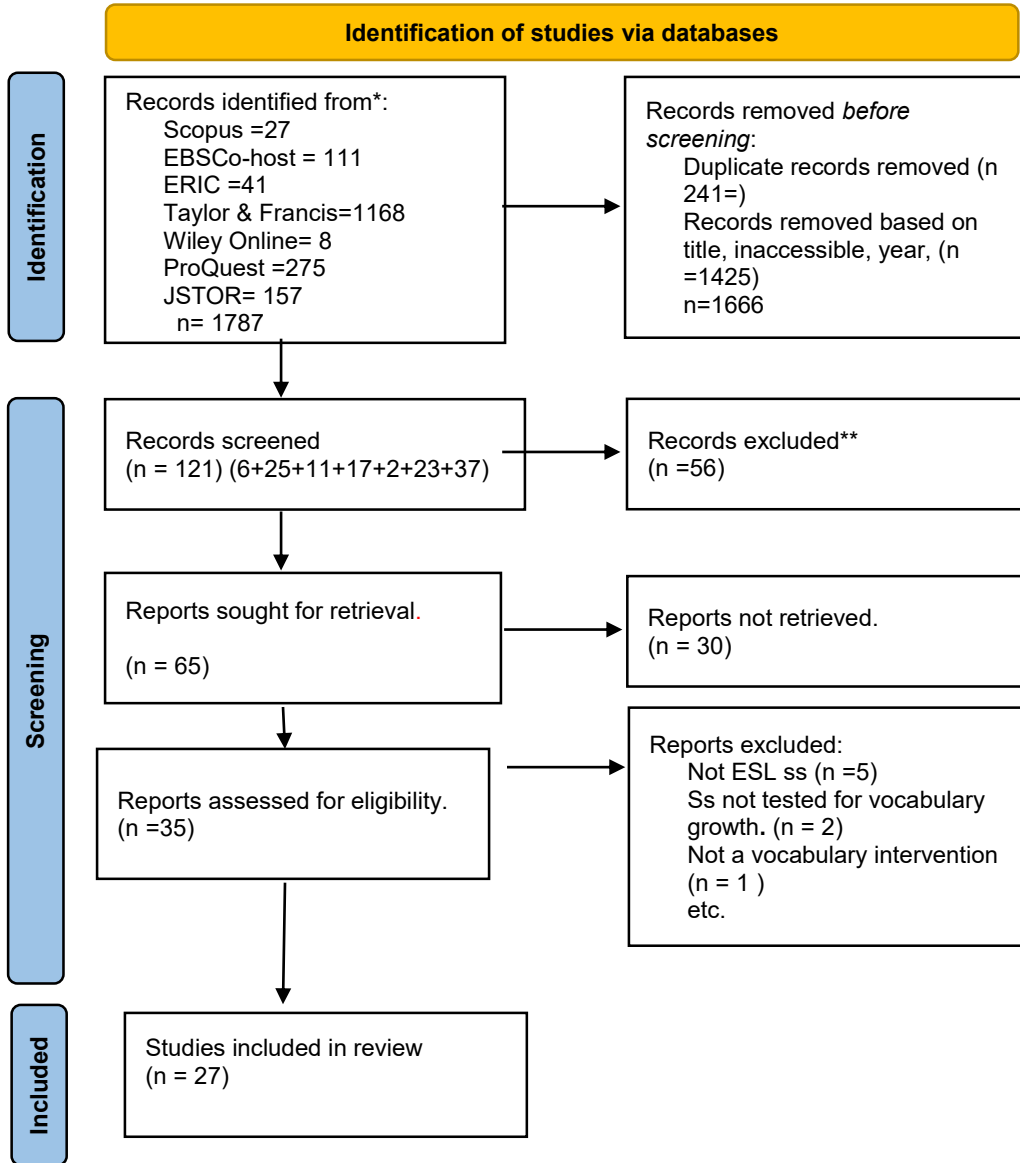 Identification of studies via databases
Identification
Records identified from*:
Scopus =27
EBSCo-host = 111
ERIC =41
Taylor & Francis=1168
Wiley Online= 8
ProQuest =275
JSTOR= 157
n= 1787
Records removed before
screening:
Duplicate records removed (n
241=)
Records removed based on
title, inaccessible, year, (n
=1425)
n=1666
Screening
Records screened
(n = 121) (6+25+11+17+2+23+37)
Records excluded**
(n =56)
Reports sought for retrieval.
(n = 65)
Reports not retrieved.
(n = 30)
Reports assessed for eligibility.
(n =35)
Reports excluded:
Not ESL ss (n =5)
Ss not tested for vocabulary
growth. (n = 2)
Not a vocabulary intervention
(n = 1 )
etc.
Included
Studies included in review
(n = 27)